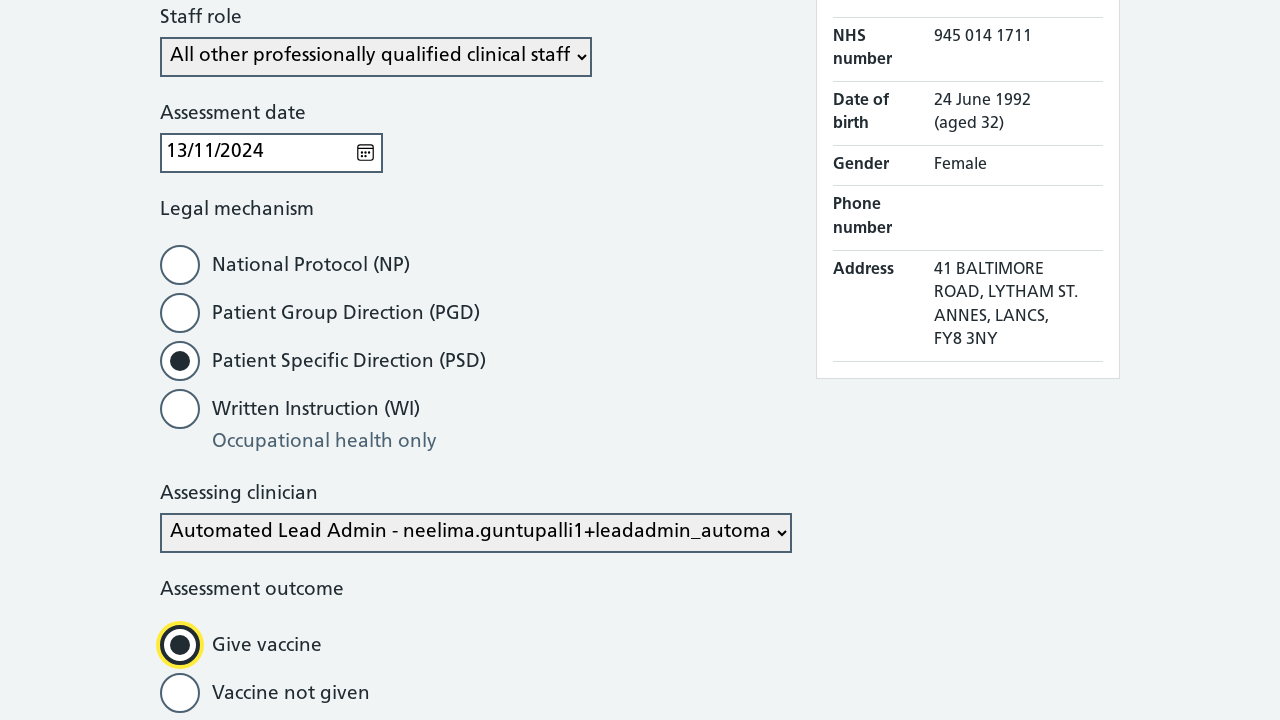 Staff role
All other professionally qualified clinical staff
Assessment date
13/11/2024
Legal mechanism
National Protocol (NP)
Patient Group Direction (PGD)
Patient Specific Direction (PSD)
Written Instruction (WI)
Occupational health only
Assessing clinician
Automated Lead Admin - neelima.guntupalli1+leadadmin_automa
Assessment outcome
Give vaccine
Vaccine not given
NHS number
945 014 1711
Date of birth
24 June 1992
(aged 32)
Gender
Female
Phone number
Address
41 BALTIMORE
ROAD, LYTHAM ST.
ANNES, LANCS,
FY8 3NY